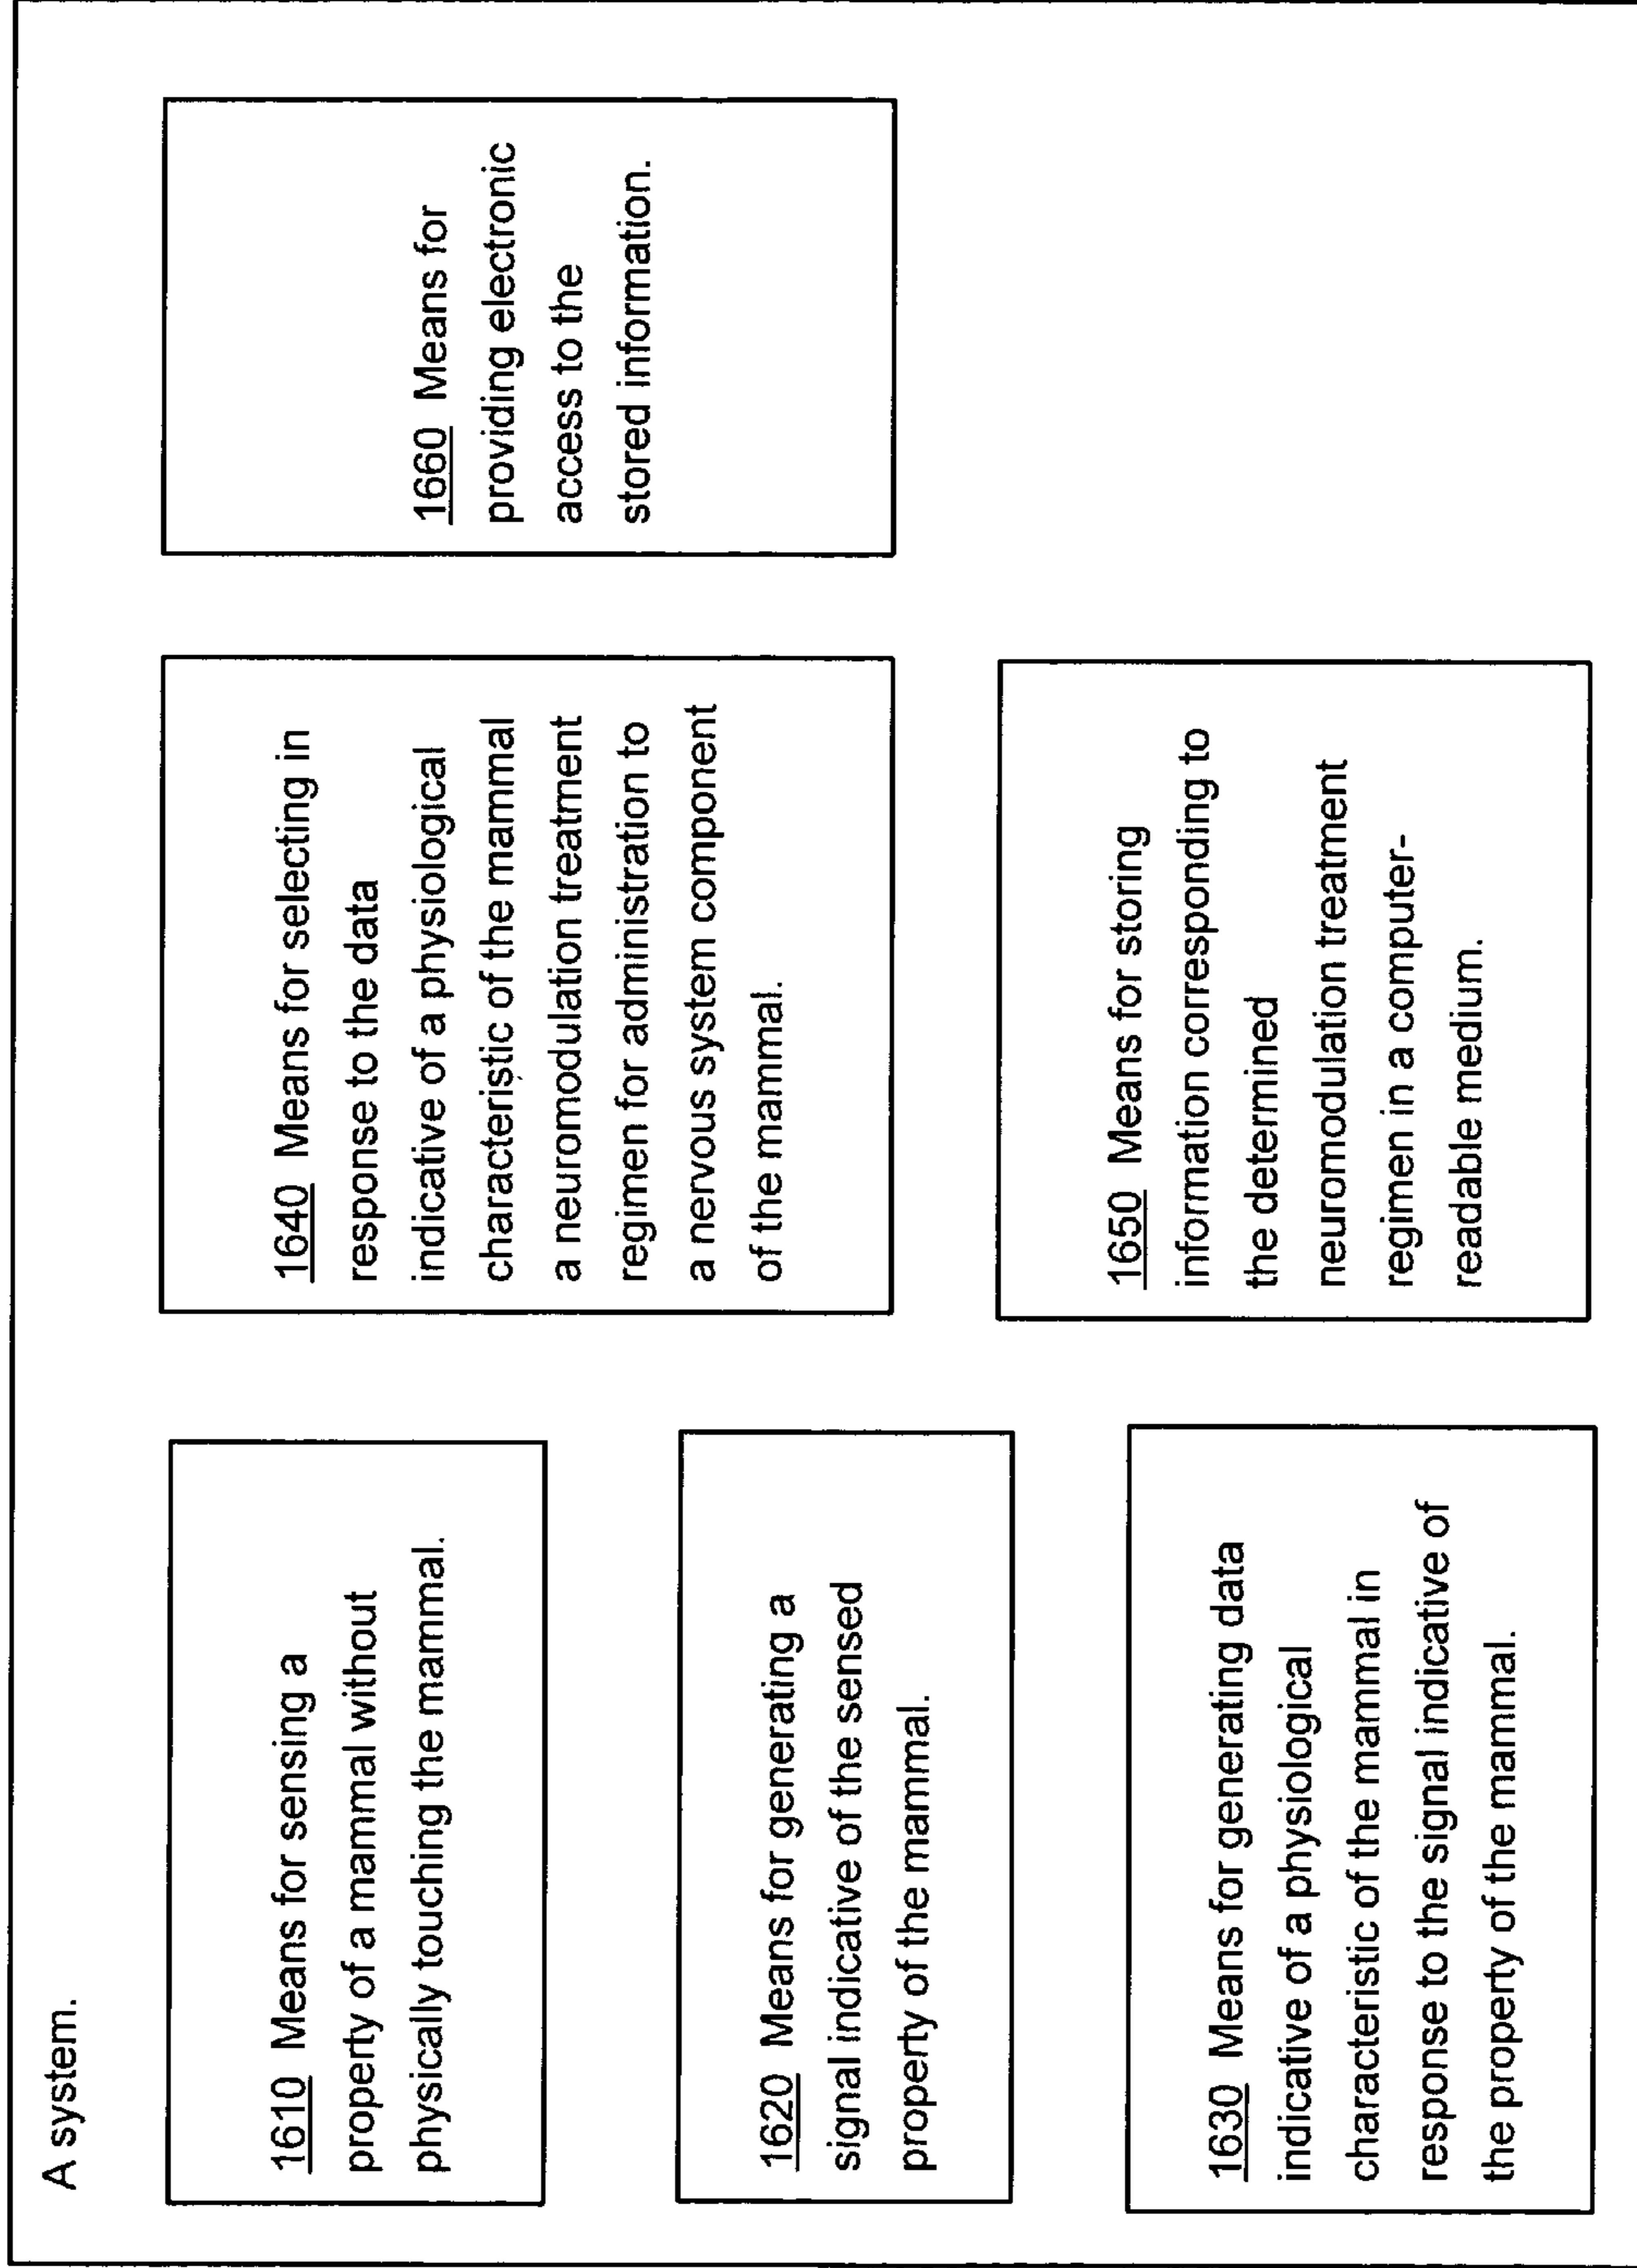 A system.
1610 Means for sensing a
property of a mammal without
physically touching the mammal.
1620 Means for generating a
signal indicative of the sensed
property of the mammal.
1630 Means for generating data
indicative of a physiological
characteristic of the mammal in
response to the signal indicative of
the property of the mammal.
1640 Means for selecting in
response to the data
indicative of a physiological
characteristic of the mammal
a neuromodulation treatment
regimen for administration to
a nervous system component
of the mammal.
1650 Means for storing
information corresponding to
the determined
neuromodulation treatment
regimen in a computer-
readable medium.
1660 Means for
providing electronic
access to the
stored information.